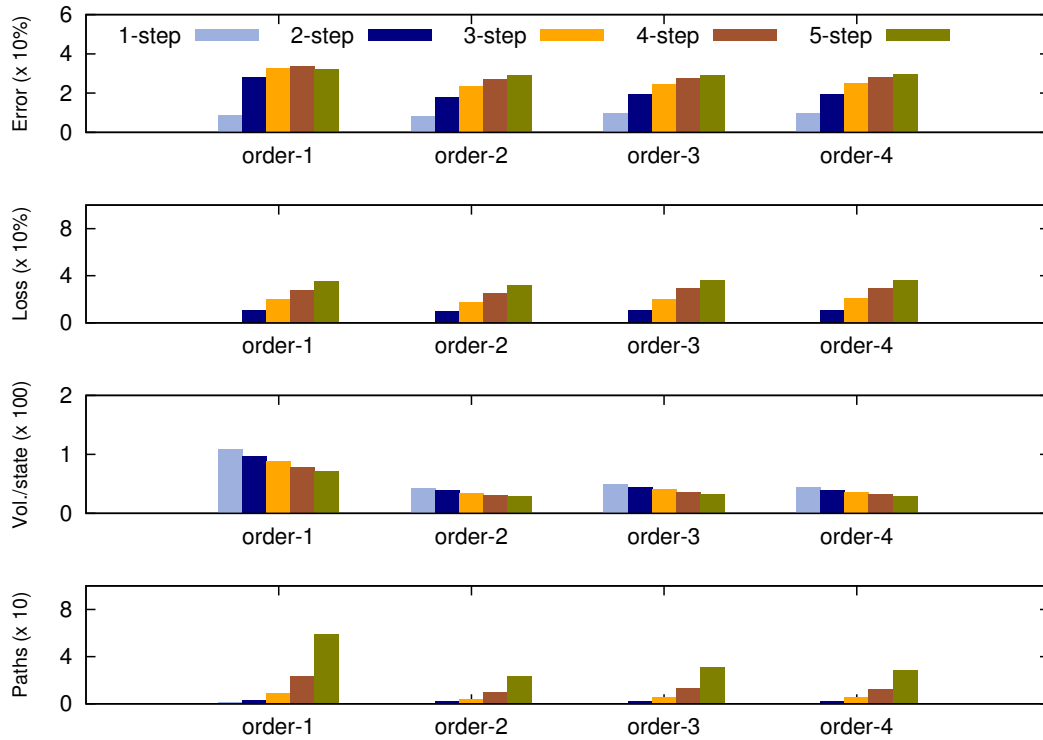 Error (x 10%)
6
1-step 2-step 3-step 4-step 5-step
4
2
0
order-1 order-2 order-3 order-4
Loss (x 10%)
8
4
0
order-1 order-2 order-3 order-4
Vol./state (x 100)
2
1
0
order-1 order-2 order-3 order-4
Paths (x 10)
8
4
0
order-1 order-2 order-3 order-4